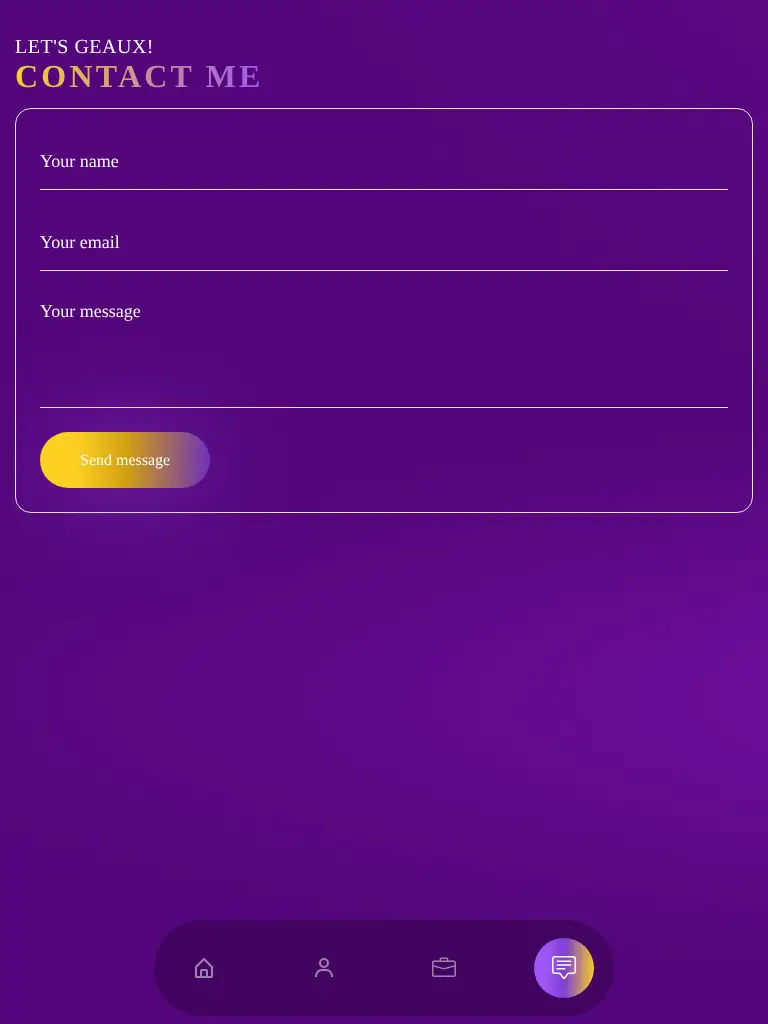 LET'S GEAUX!
CONTACT ME
Your name
Your email
Your message
Send message